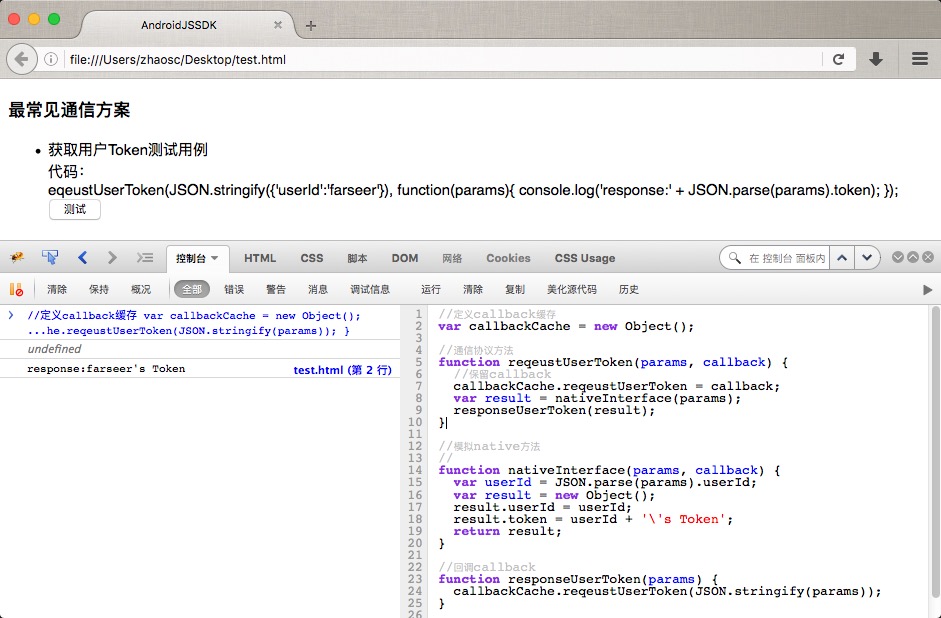 AndroidJSSDK
file:///Users/zhaosc/Desktop/test.html
最常见通信方案
获取用户Token测试用例
代码：
eqeustUserToken(JSON.stringify({'userId':'farseer'}), function(params){ console.log('response:' + JSON.parse(params).token); });
测试
控制台 HTML CSS 脚本 DOM 网络 Cookies CSS Usage 在 控制台 面板内
清除 保持 概况 全部 错误 警告 消息 调试信息 运行 清除 复制 美化源代码 历史
//定义callback缓存 var callbackCache = new Object();
...he.reqeustUserToken(JSON.stringify(params)); }
undefined
response:farseer's Token test.html (第 2 行)
1 //定义callback缓存
2 var callbackCache = new Object();
3
4 //通信协议方法
5 function reqeustUserToken(params, callback) {
6 //保留callback
7 callbackCache.reqeustUserToken = callback;
8 var result = nativeInterface(params);
9 responseUserToken(result);
10 }
11
12 //模拟native方法
13 //
14 function nativeInterface(params, callback) {
15 var userId = JSON.parse(params).userId;
16 var result = new Object();
17 result.userId = userId;
18 result.token = userId + '\'s Token';
19 return result;
20 }
21
22 //回调callback
23 function responseUserToken(params) {
24 callbackCache.reqeustUserToken(JSON.stringify(params));
25 }
26